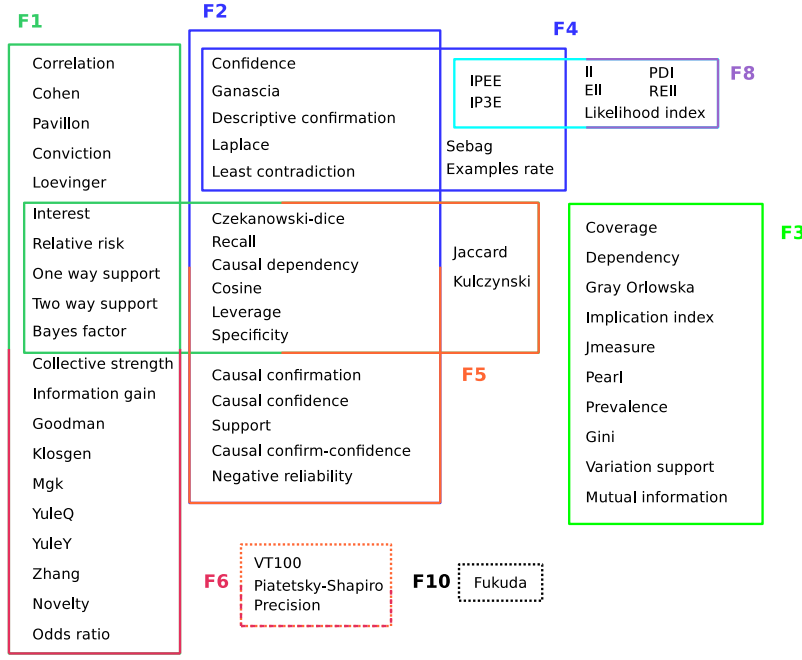 F1
F2
F4
F8
F3
F5
F6
F10
Correlation
Cohen
Pavillon
Conviction
Loevinger
Interest
Relative risk
One way support
Two way support
Bayes factor
Collective strength
Information gain
Goodman
Klosgen
Mgk
YuleQ
YuleY
Zhang
Novelty
Odds ratio
Confidence
Ganascia
Descriptive confirmation
Laplace
Least contradiction
Czekanowski-dice
Recall
Causal dependency
Cosine
Leverage
Specificity
Causal confirmation
Causal confidence
Support
Causal confirm-confidence
Negative reliability
VT100
Piatetsky-Shapiro
Precision
IPEE
IP3E
Sebag
Examples rate
Jaccard
Kulczynski
Fukuda
II PDI
EII REII
Likelihood index
Coverage
Dependency
Gray Orlowska
Implication index
Jmeasure
Pearl
Prevalence
Gini
Variation support
Mutual information